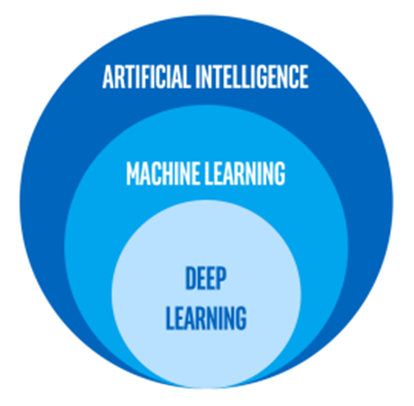 ARTIFICIAL INTELLIGENCE
MACHINE LEARNING
DEEP
LEARNING